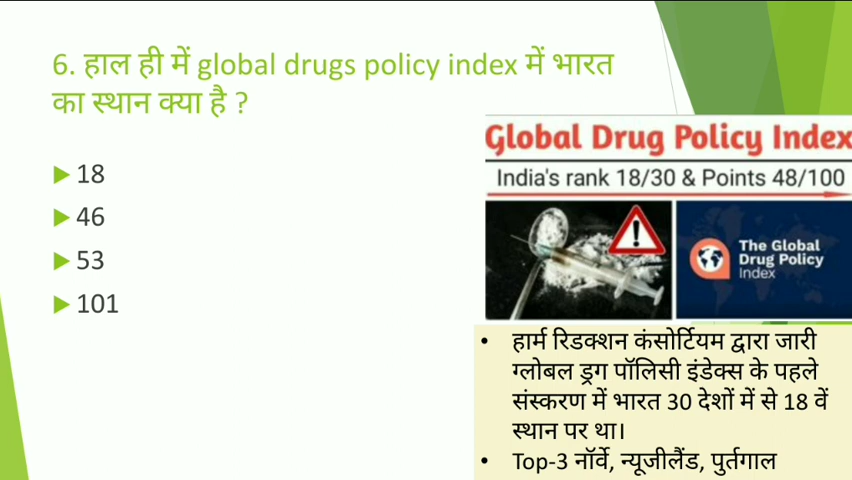 6. हाल ही में global drugs policy index में भारत
का स्थान क्या है ?
18
46
53
101
Global Drug Policy Index
India's rank 18/30 & Points 48/100
The Global
Drug Policy
Index
• हार्म रिडक्शन कंसोर्टियम द्वारा जारी
ग्लोबल ड्रग पॉलिसी इंडेक्स के पहले
संस्करण में भारत 30 देशों में से 18 वें
स्थान पर था।
• Top-3 नॉर्वे, न्यूजीलैंड, पुर्तगाल